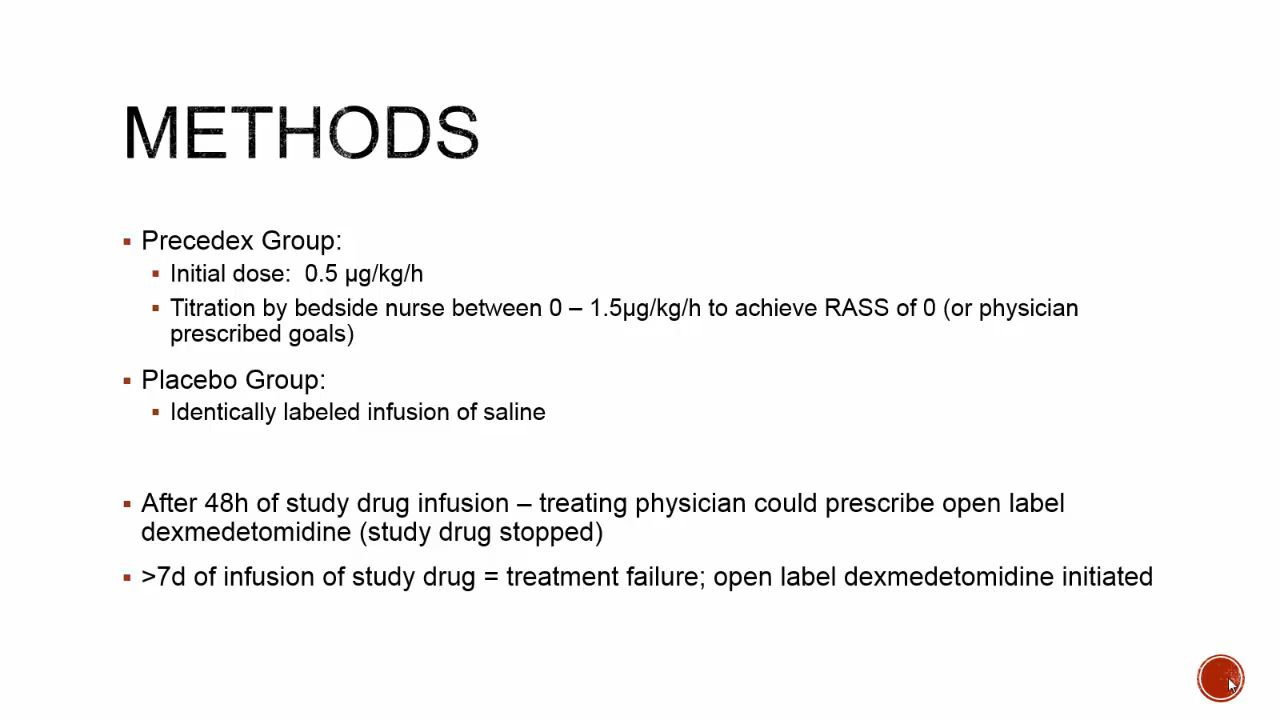 METHODS
▪ Precedex Group:
▪ Initial dose:  0.5 µg/kg/h
▪ Titration by bedside nurse between 0 – 1.5µg/kg/h to achieve RASS of 0 (or physician
prescribed goals)
▪ Placebo Group:
▪ Identically labeled infusion of saline
▪ After 48h of study drug infusion – treating physician could prescribe open label
dexmedetomidine (study drug stopped)
▪ >7d of infusion of study drug = treatment failure; open label dexmedetomidine initiated